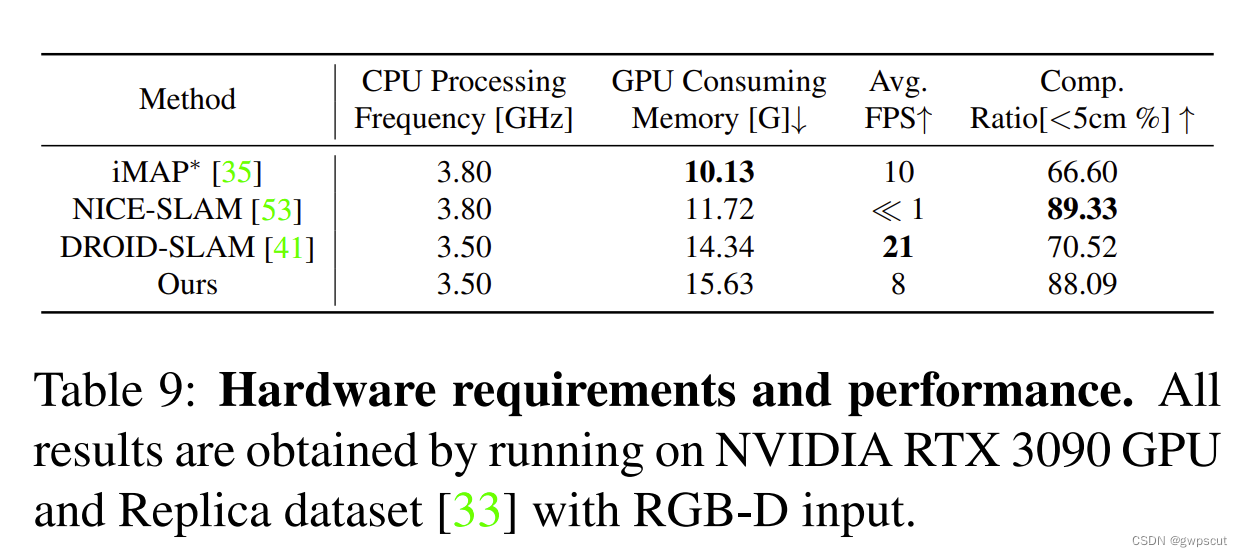 Method CPU Processing Frequency [GHz] GPU Consuming Memory [G]↓ Avg. FPS↑ Comp. Ratio[<5cm %] ↑
iMAP* [35] 3.80 10.13 10 66.60
NICE-SLAM [53] 3.80 11.72 ≪ 1 89.33
DROID-SLAM [41] 3.50 14.34 21 70.52
Ours 3.50 15.63 8 88.09
Table 9: Hardware requirements and performance. All
results are obtained by running on NVIDIA RTX 3090 GPU
and Replica dataset [33] with RGB-D input.
CSDN @gwpscut